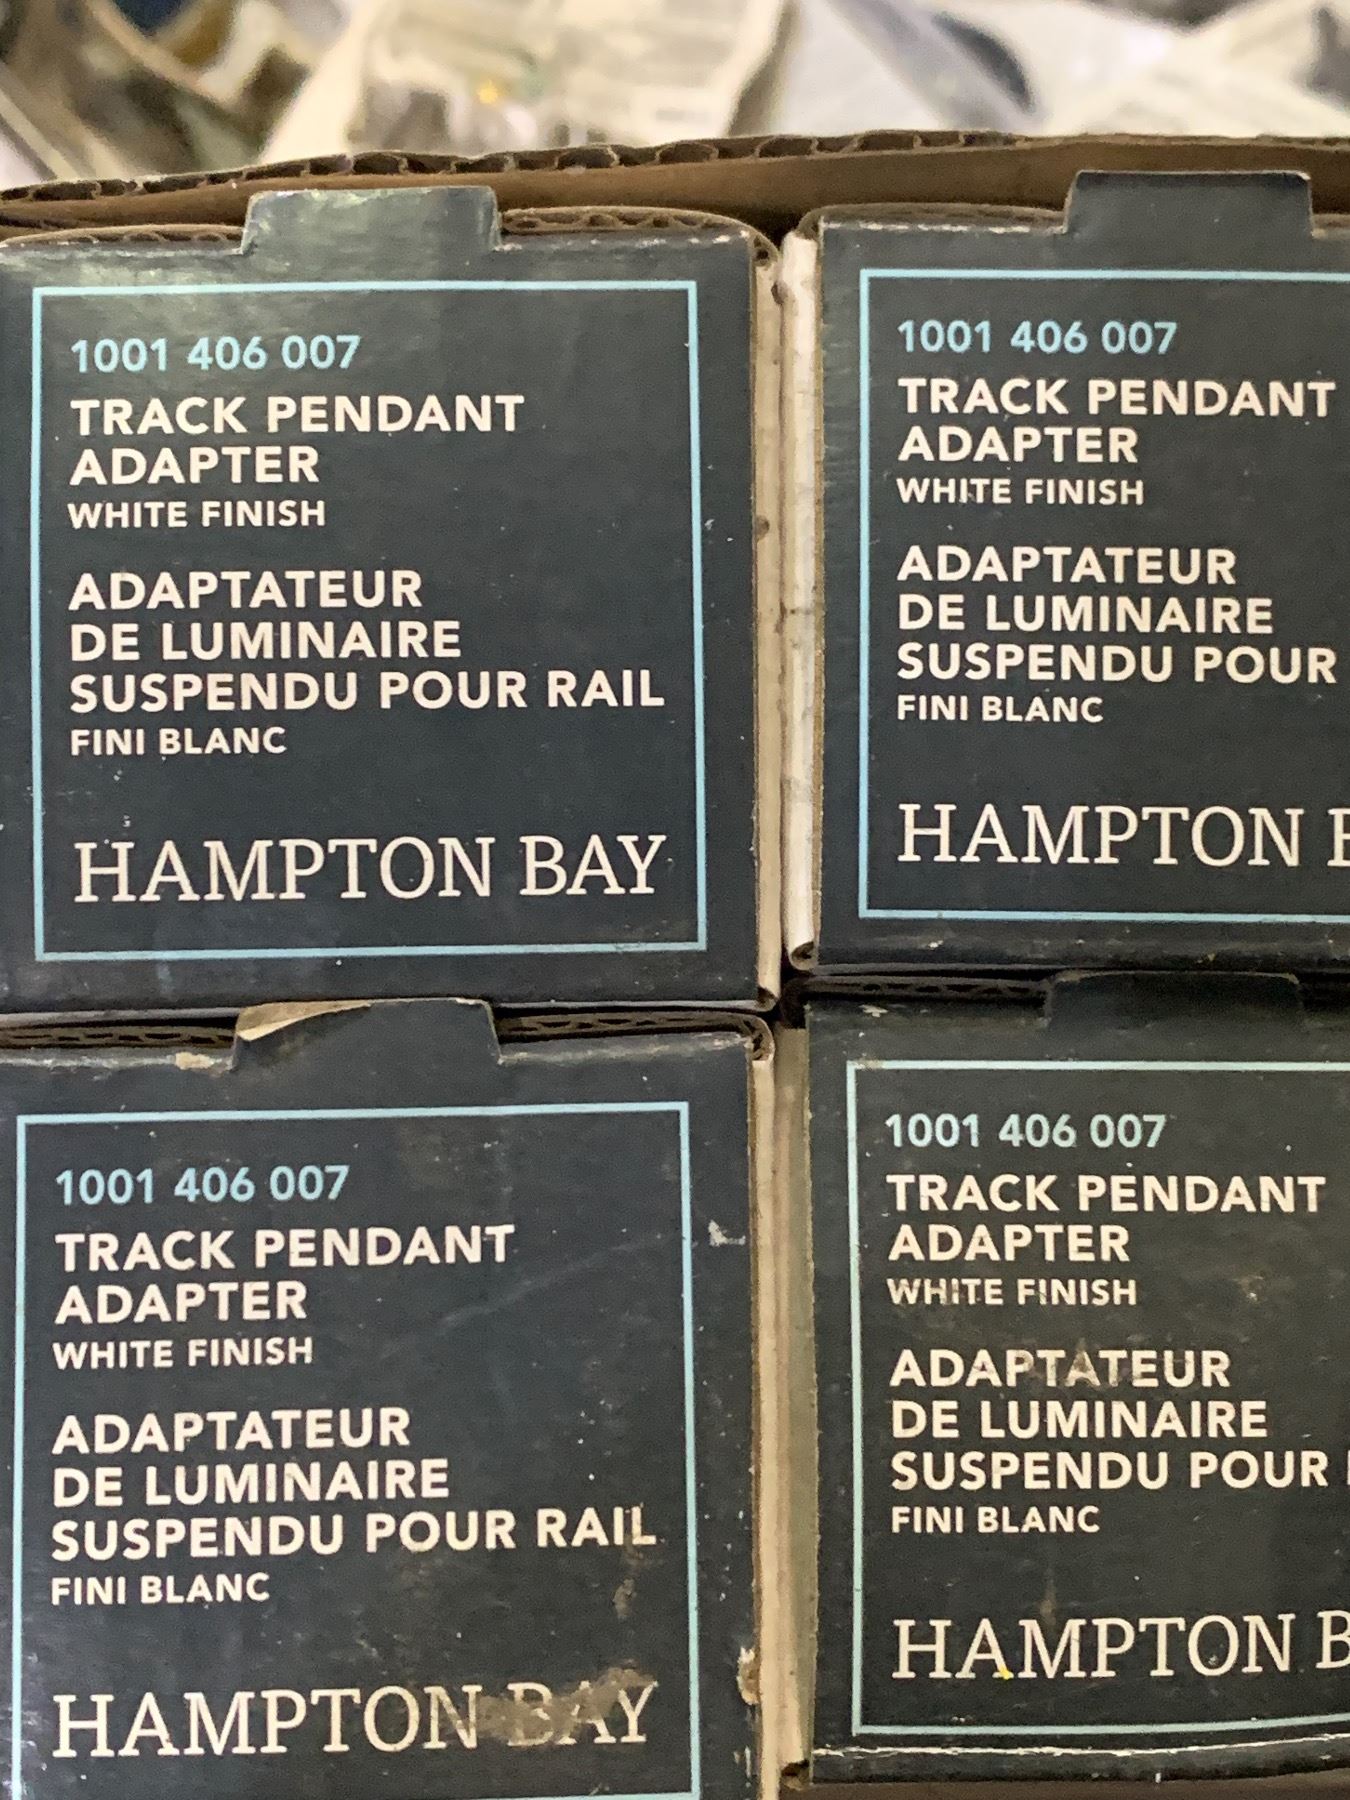 1001 406 007
TRACK PENDANT
ADAPTER
WHITE FINISH
ADAPTATEUR
DE LUMINAIRE
SUSPENDU POUR RAIL
FINI BLANC
HAMPTON BAY
1001 406 007
TRACK PENDANT
ADAPTER
WHITE FINISH
ADAPTATEUR
DE LUMINAIRE
SUSPENDU POUR
FINI BLANC
HAMPTON
1001 406 007
TRACK PENDANT
ADAPTER
WHITE FINISH
ADAPTATEUR
DE LUMINAIRE
SUSPENDU POUR RAIL
FINI BLANC
HAMPTON BAY
1001 406 007
TRACK PENDANT
ADAPTER
WHITE FINISH
ADAPTATEUR
DE LUMINAIRE
SUSPENDU POUR
FINI BLANC
HAMPTON